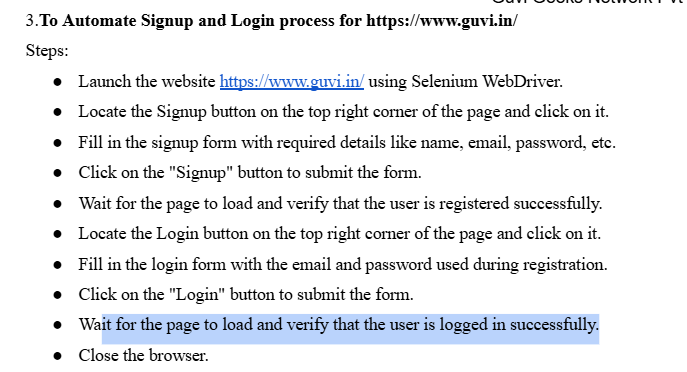 3.To Automate Signup and Login process for https://www.guvi.in/
Steps:
● Launch the website https://www.guvi.in/ using Selenium WebDriver.
● Locate the Signup button on the top right corner of the page and click on it.
● Fill in the signup form with required details like name, email, password, etc.
● Click on the "Signup" button to submit the form.
● Wait for the page to load and verify that the user is registered successfully.
● Locate the Login button on the top right corner of the page and click on it.
● Fill in the login form with the email and password used during registration.
● Click on the "Login" button to submit the form.
● Wait for the page to load and verify that the user is logged in successfully.
● Close the browser.